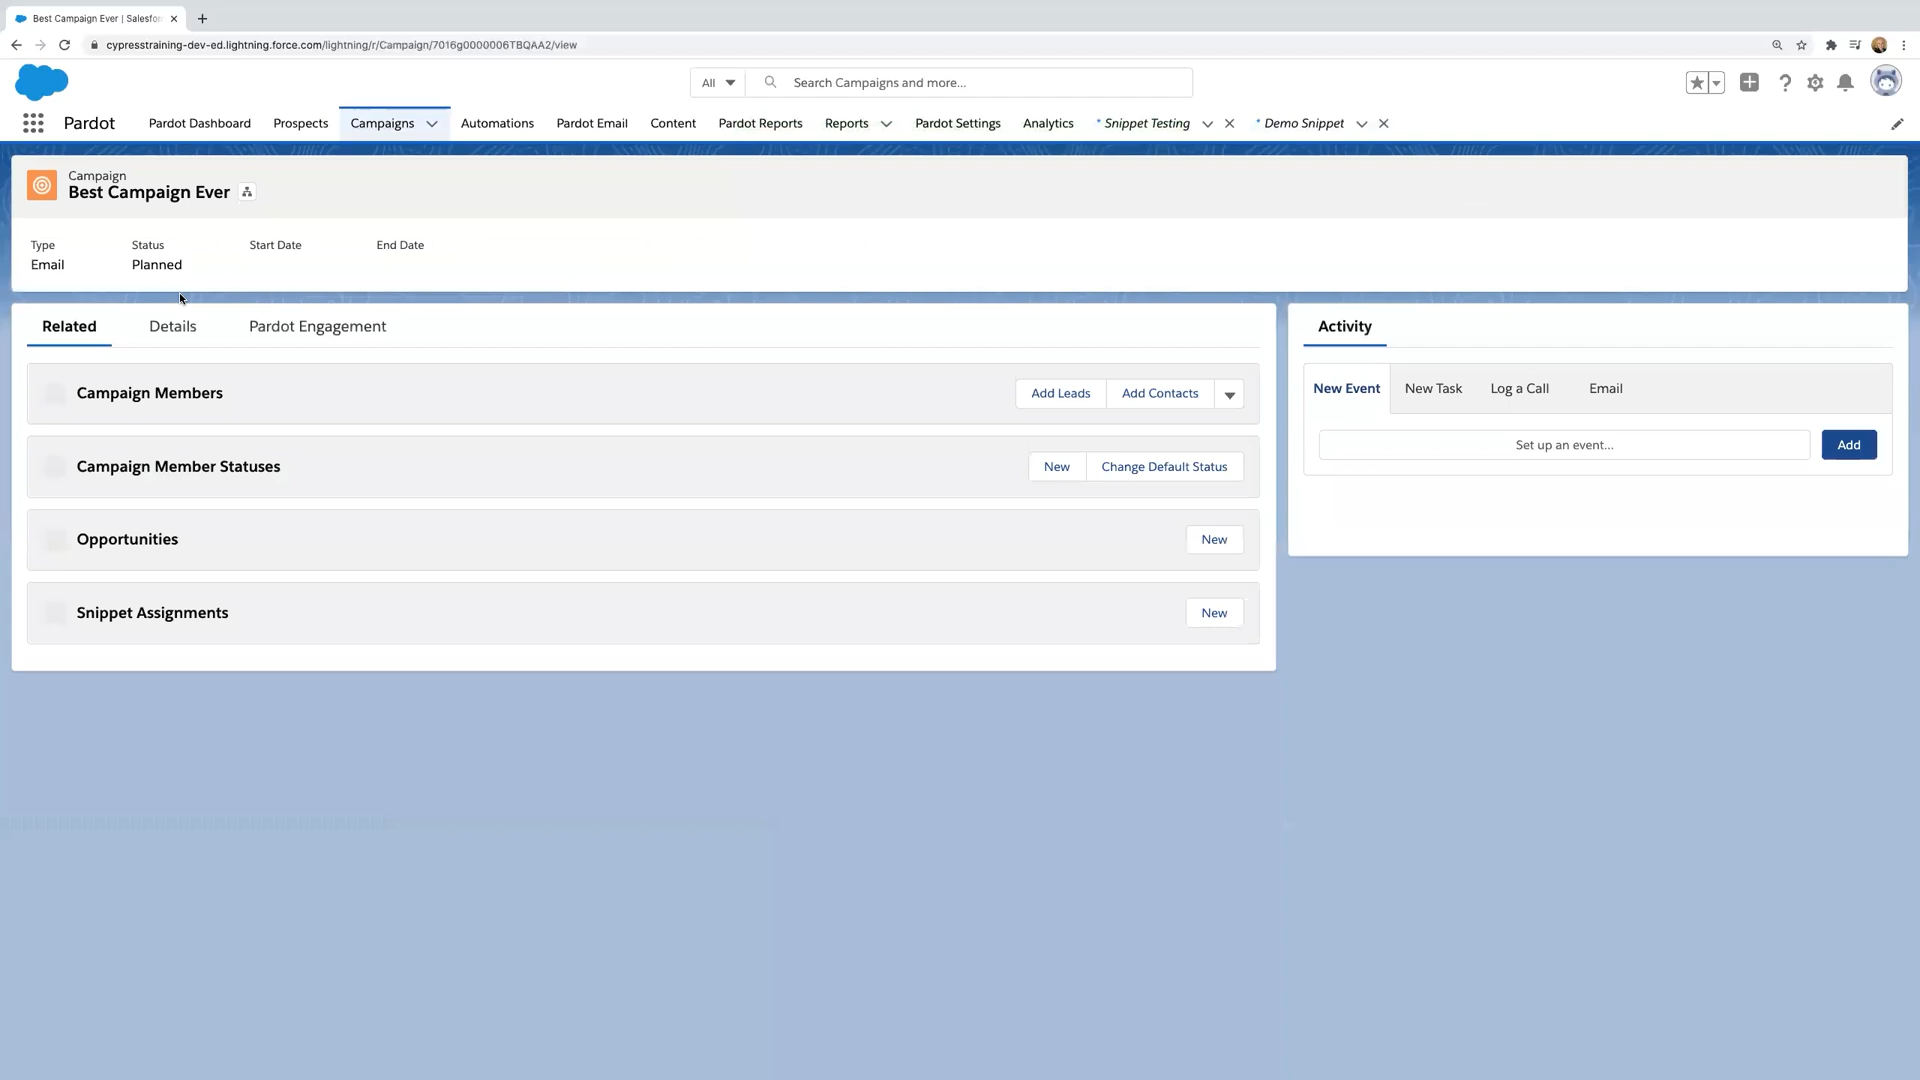 Best Campaign Ever | Salesfo
cypresstraining-dev-ed.lightning.force.com/lightning/r/Campaign/7016g0000006TBQAA2/view
All
Search Campaigns and more...
Pardot
Pardot Dashboard
Prospects
Campaigns
Automations
Pardot Email
Content
Pardot Reports
Reports
Pardot Settings
Analytics
* Snippet Testing
* Demo Snippet
Campaign
Best Campaign Ever
Type
Status
Start Date
End Date
Email
Planned
Related
Details
Pardot Engagement
Campaign Members
Add Leads
Add Contacts
Campaign Member Statuses
New
Change Default Status
Opportunities
New
Snippet Assignments
New
Activity
New Event
New Task
Log a Call
Email
Set up an event...
Add